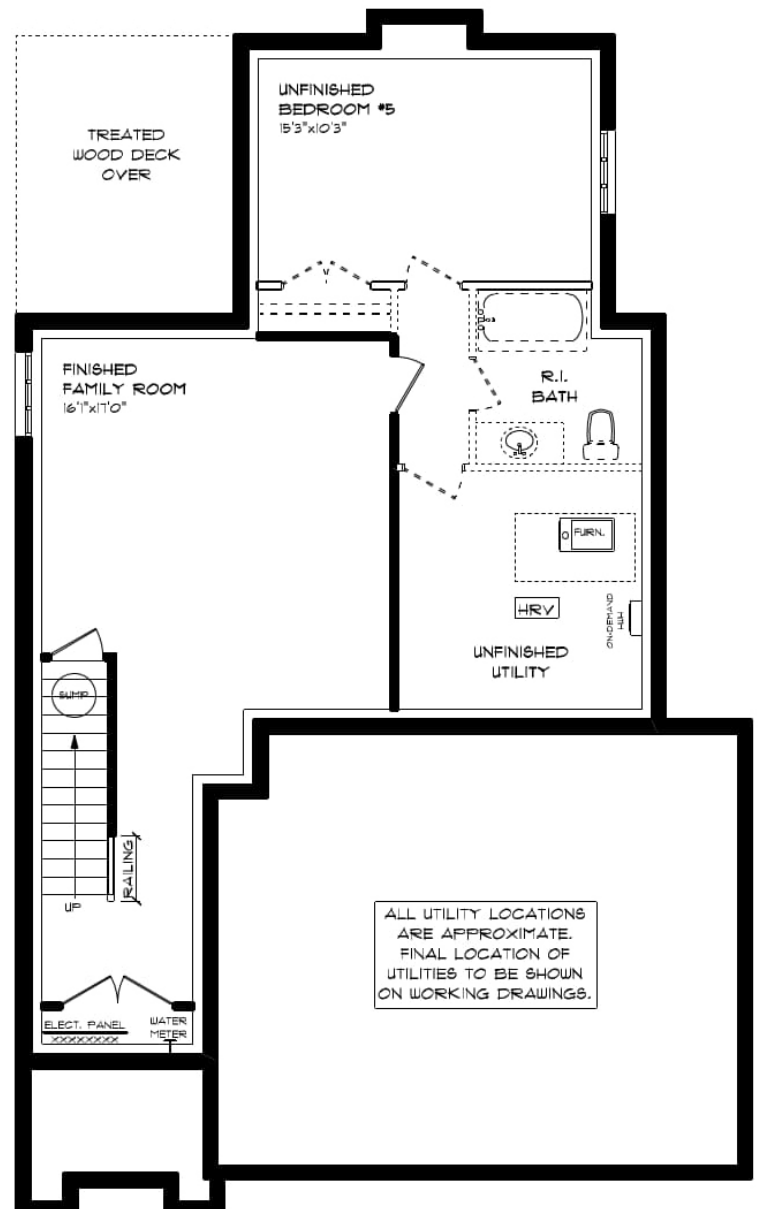 UNFINISHED
BEDROOM #5
15'3"x10'3"
TREATED
WOOD DECK
OVER
FINISHED
FAMILY ROOM
16'1"x17'0"
R.I.
BATH
FURN.
HRV
ON-DEMAND
HWH
UNFINISHED
UTILITY
SUMP
RAILING
UP
ALL UTILITY LOCATIONS
ARE APPROXIMATE.
FINAL LOCATION OF
UTILITIES TO BE SHOWN
ON WORKING DRAWINGS.
ELECT. PANEL
XXXXXXXX
WATER
METER